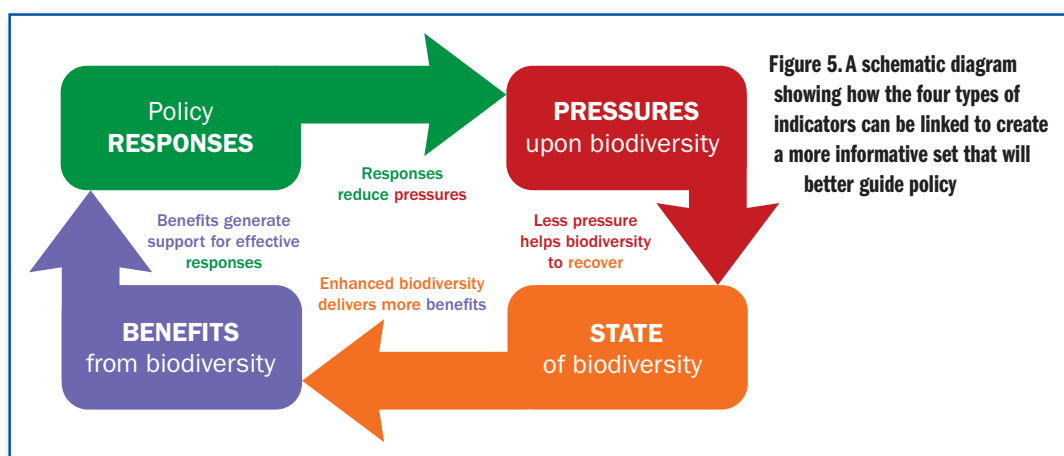 Policy
RESPONSES
PRESSURES
upon biodiversity
Figure 5. A schematic diagram
showing how the four types of
indicators can be linked to create
a more informative set that will
better guide policy
Responses
reduce pressures
Benefits generate
support for effective
responses
Less pressure
helps biodiversity
to recover
Enhanced biodiversity
delivers more benefits
BENEFITS
from biodiversity
STATE
of biodiversity